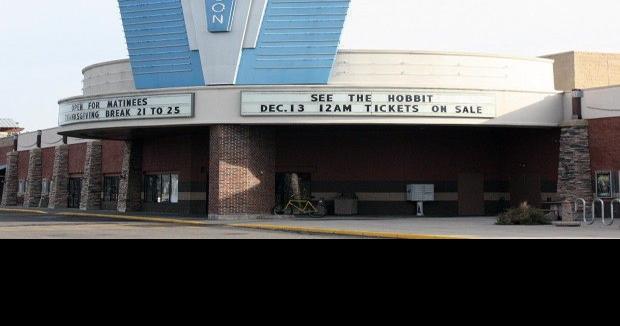 ON
OPEN FOR MATINEES
THANKSGIVING BREAK 21 TO 25
SEE THE HOBBIT
DEC.13 12AM TICKETS ON SALE